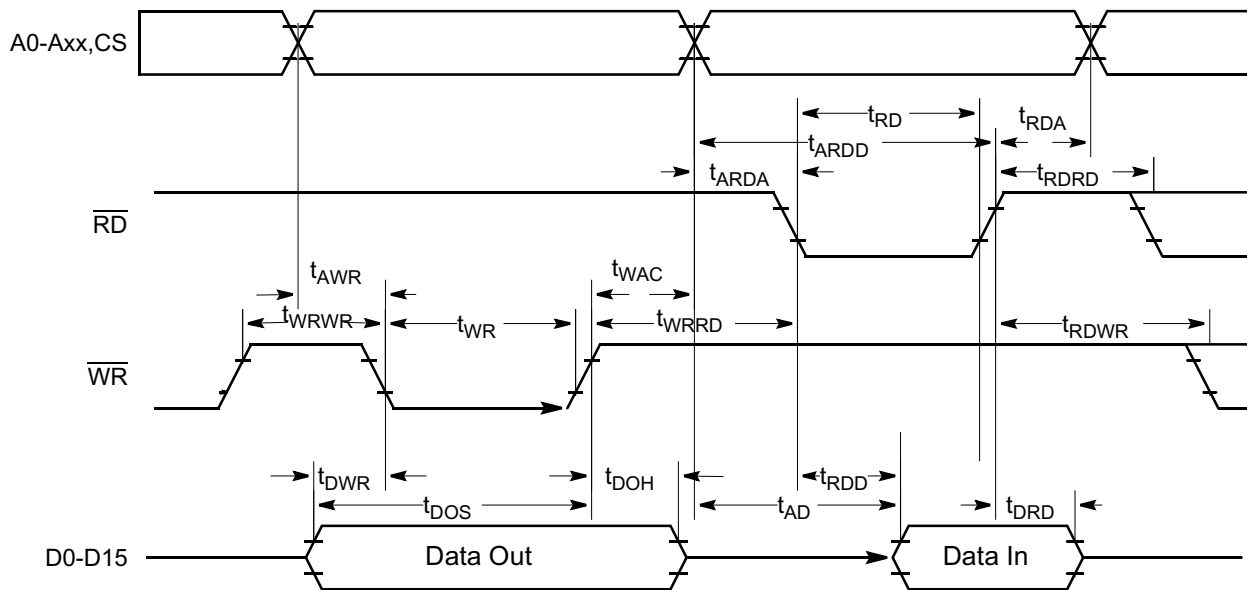 A0-Axx,CS
tRD
tRDA
tARDD
tARDA
tRDRD
RD
tAWR
tWAC
tWRWR
tWR
tWRRD
tRDWR
WR
tDWR
tDOH
tRDD
tDOS
tAD
tDRD
D0-D15
Data Out
Data In